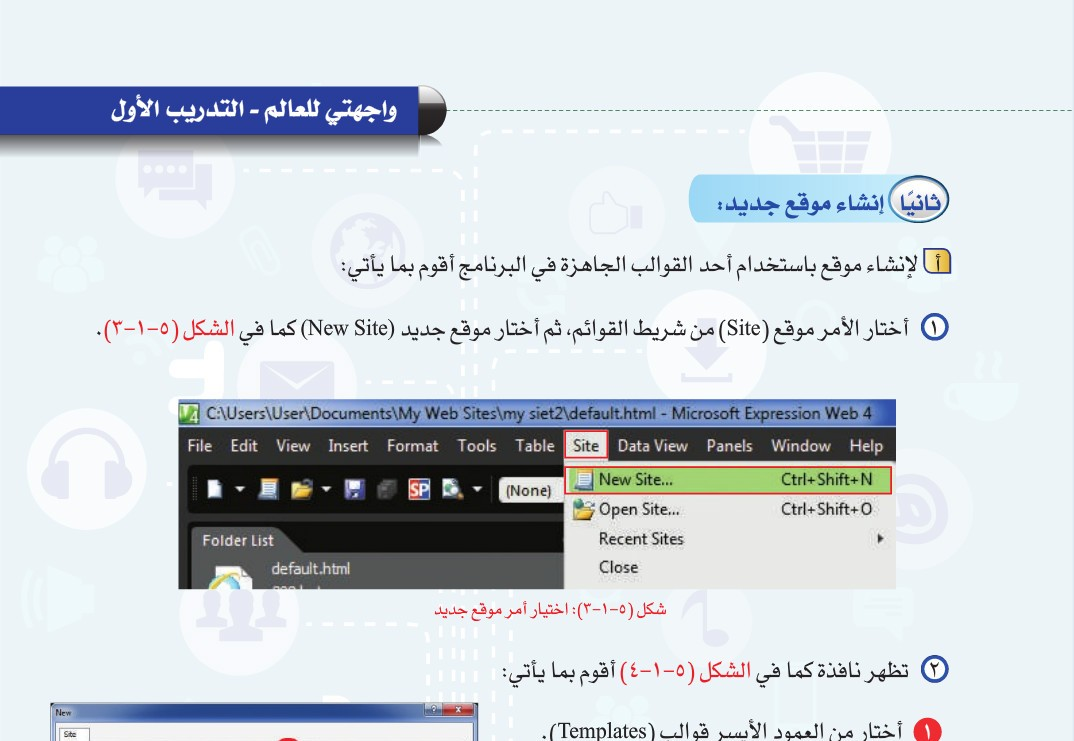 واجهتي للعالم - التدريب الأول
ثانيًا إنشاء موقع جديد:
أ لإنشاء موقع باستخدام أحد القوالب الجاهزة في البرنامج أقوم بما يأتي:
١ أختار الأمر موقع (Site) من شريط القوائم، ثم أختار موقع جديد (New Site) كما في الشكل (٥-١-٣).
C:\Users\User\Documents\My Web Sites\my siet2\default.html - Microsoft Expression Web 4
File Edit View Insert Format Tools Table Site Data View Panels Window Help
New Site... Ctrl+Shift+N
SP (None)
Open Site... Ctrl+Shift+O
Recent Sites
Folder List
Close
default.html
شكل (٥-١-٣): اختيار أمر موقع جديد
٢ تظهر نافذة كما في الشكل (٥-١-٤) أقوم بما يأتي:
New
١ أختار من العمود الأيسر قوالب (Templates).
Site